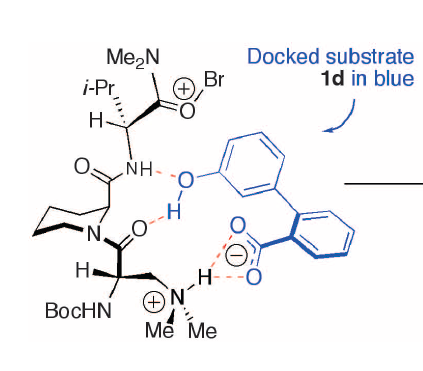 Me2N
Docked substrate
1d in blue
i-Pr
Br
⊕
O
H
O
NH
O
H
N
O
O
⊖
H
H
O
⊕
N
BocHN
Me Me